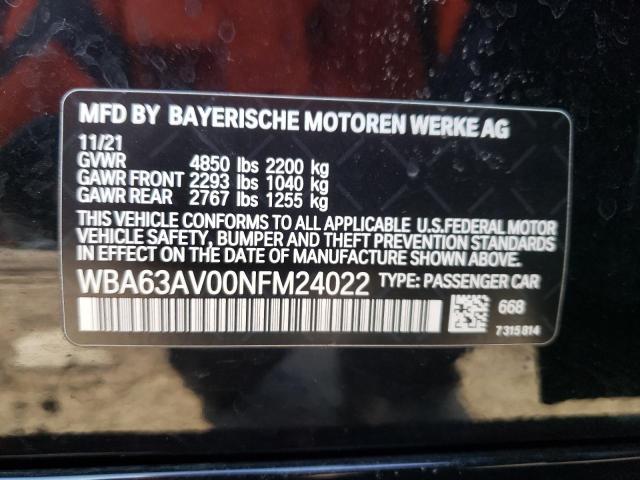 MFD BY BAYERISCHE MOTOREN WERKE AG
11/21
GVWR 4850 lbs 2200 kg
GAWR FRONT 2293 lbs 1040 kg
GAWR REAR 2767 lbs 1255 kg
THIS VEHICLE CONFORMS TO ALL APPLICABLE U.S.FEDERAL MOTOR
VEHICLE SAFETY, BUMPER AND THEFT PREVENTION STANDARDS
IN EFFECT ON THE DATE OF MANUFACTURE SHOWN ABOVE.
WBA63AV00NFM24022 TYPE: PASSENGER CAR
668
7315814